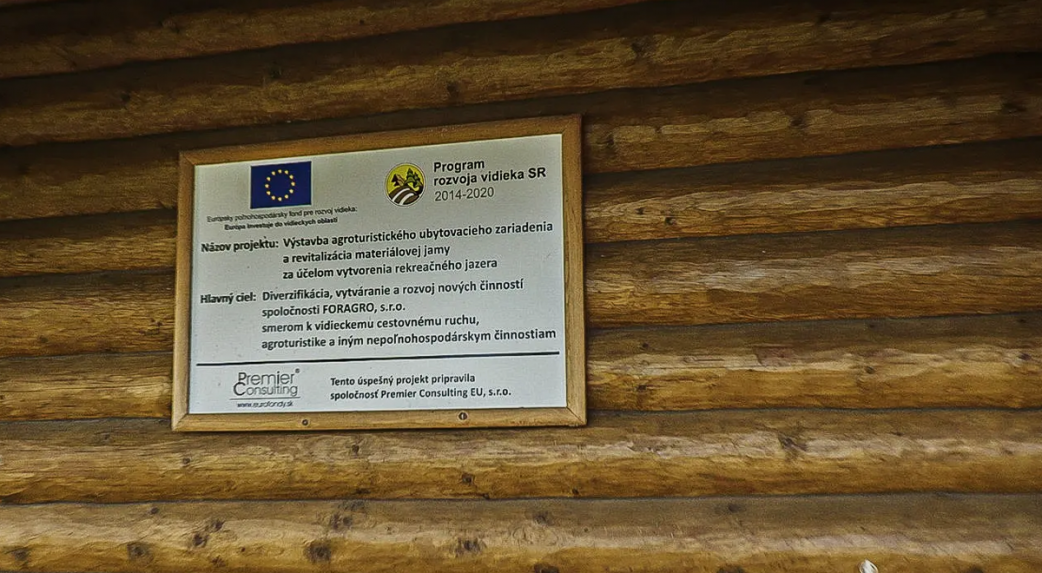 Program
rozvoja vidieka SR
2014-2020
Európsky poľnohospodársky fond pre rozvoj vidieka:
Európa investuje do vidieckych oblastí
Názov projektu: Výstavba agroturistického ubytovacieho zariadenia
a revitalizácia materiálovej jamy
za účelom vytvorenia rekreačného jazera
Hlavný cieľ: Diverzifikácia, vytváranie a rozvoj nových činností
spoločnosti FORAGRO, s.r.o.
smerom k vidieckemu cestovnému ruchu,
agroturistike a iným nepoľnohospodárskym činnostiam
Premier®
Consulting
www.eurofondy.sk
Tento úspešný projekt pripravila
spoločnosť Premier Consulting EU, s.r.o.